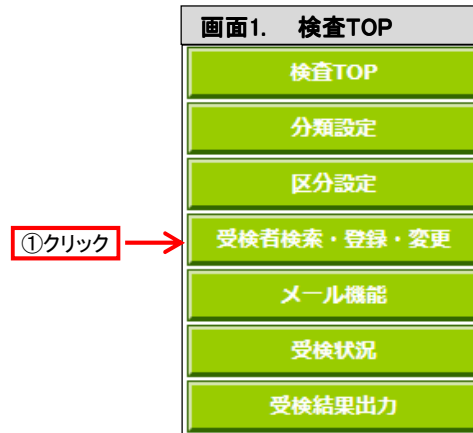 画面1. 検査TOP
検査TOP
分類設定
区分設定
①クリック
受検者検索・登録・変更
メール機能
受検状況
受検結果出力